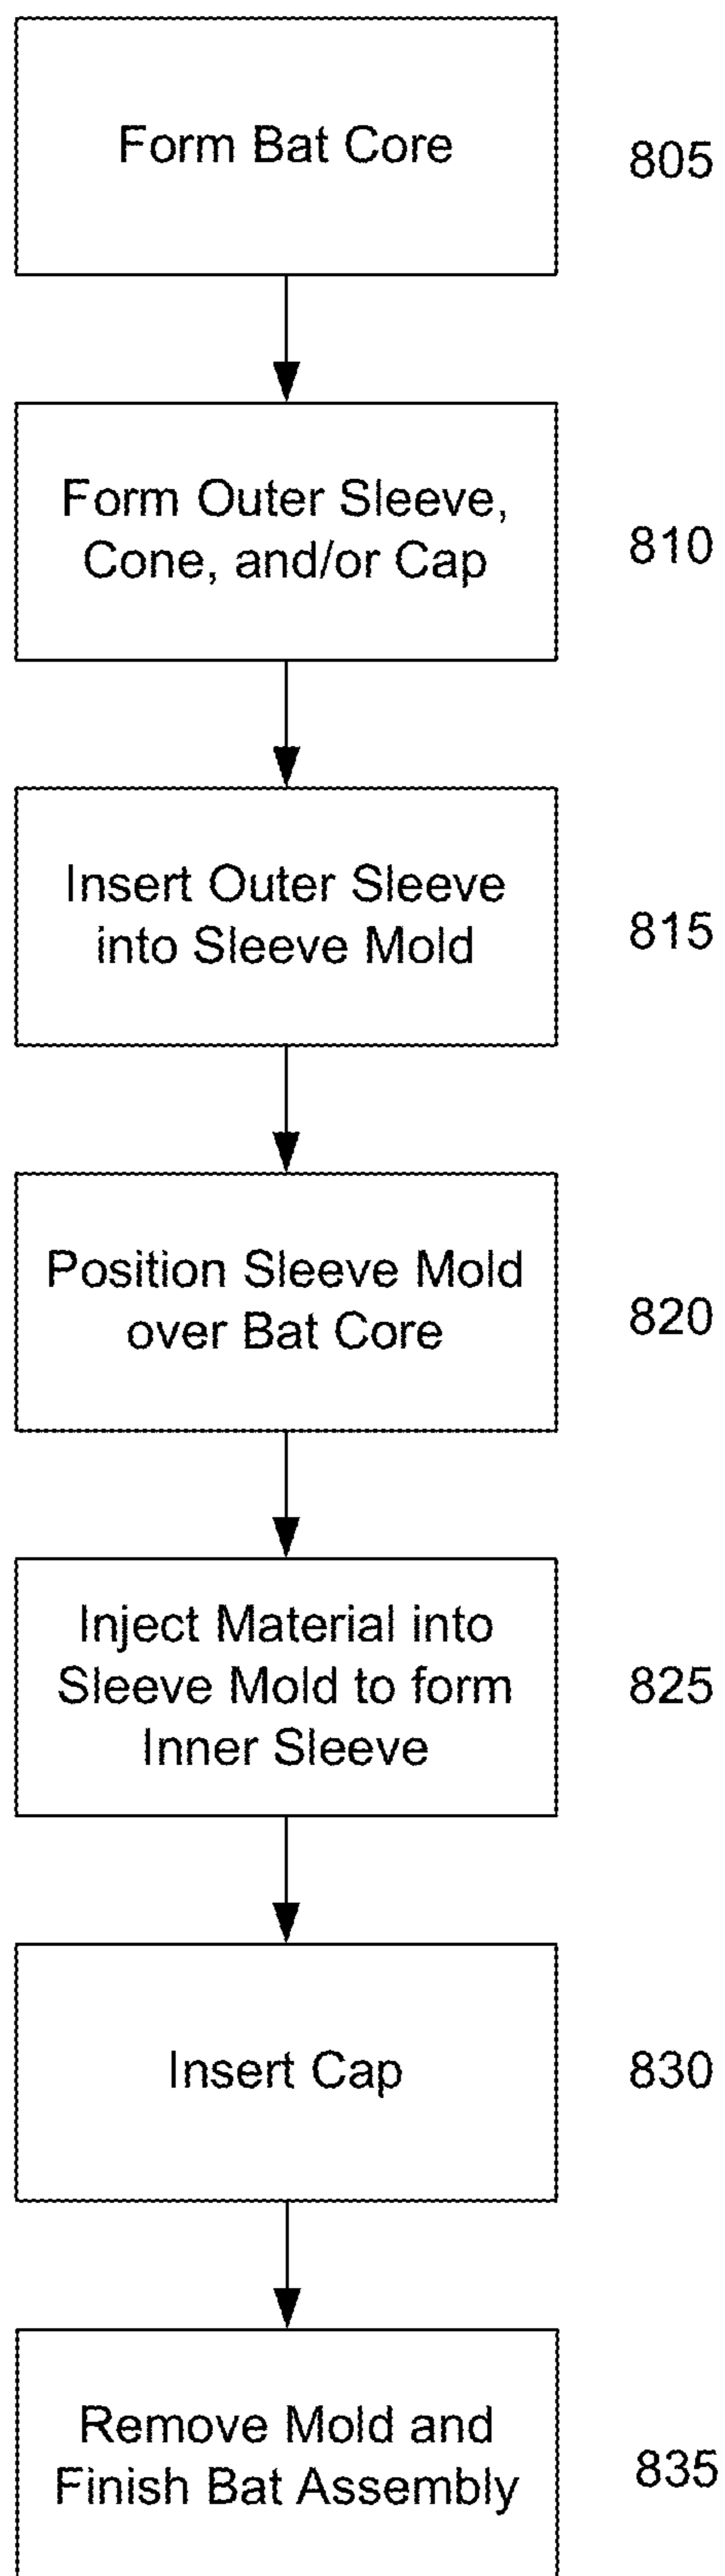 Form Bat Core
805
Form Outer Sleeve,
Cone, and/or Cap
810
Insert Outer Sleeve
into Sleeve Mold
815
Position Sleeve Mold
over Bat Core
820
Inject Material into
Sleeve Mold to form
Inner Sleeve
825
Insert Cap
830
Remove Mold and
Finish Bat Assembly
835